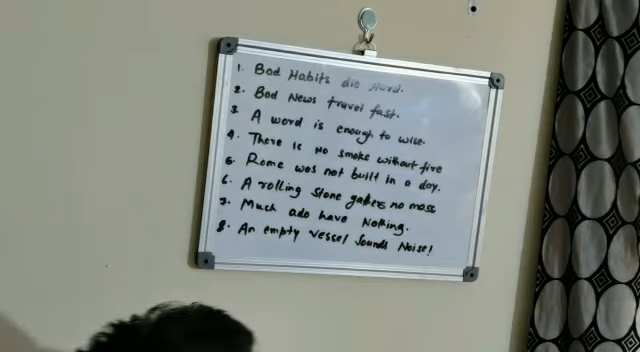 1. Bad Habits die Hard.
2. Bad News travel fast.
3. A word is enough to wise.
4. There is No smoke without fire
5. Rome was not built in a day.
6. A rolling Stone gathers no moss
7. Much ado have Nothing.
8. An empty vessel Sounds Noise!